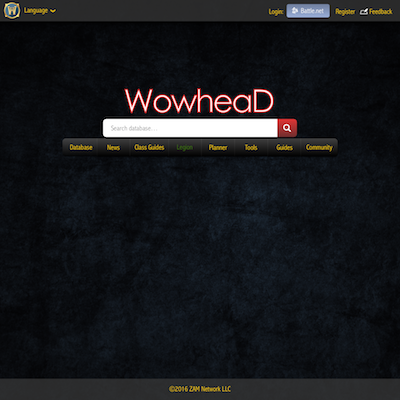 Language
Login: Battle.net Register Feedback
WowheaD
Search database ...
Database News Class Guides Legion Planner Tools Guides Community
©2016 ZAM Network LLC